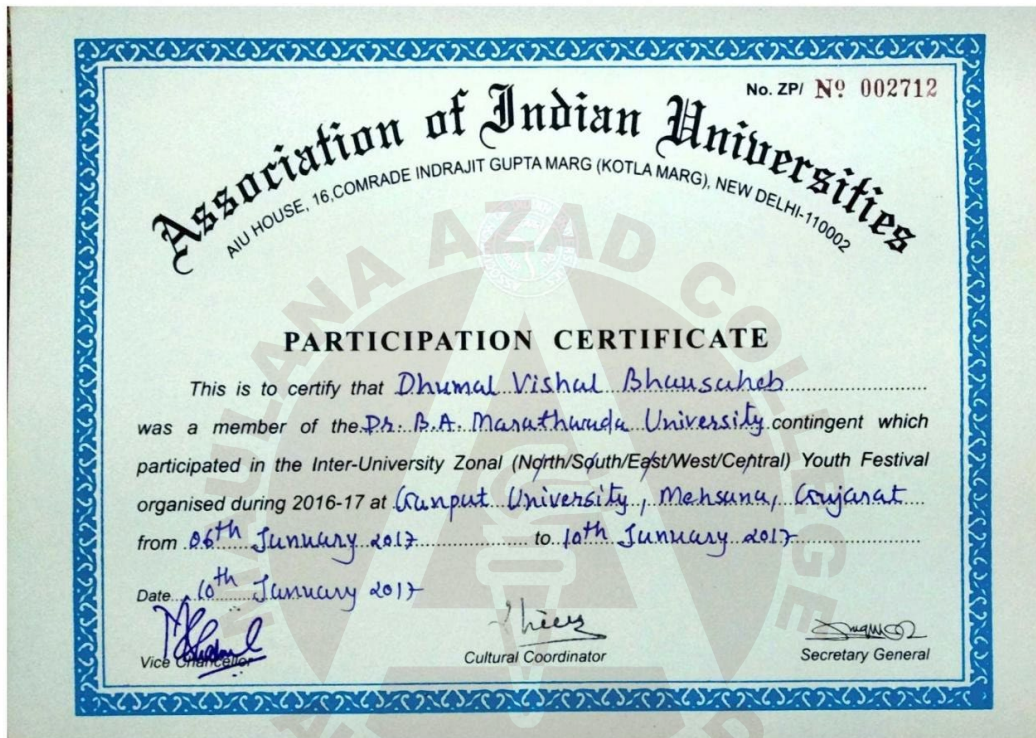 No. ZP/ Nº 002712
Association of Indian Universities
AIU HOUSE, 16,COMRADE INDRAJIT GUPTA MARG (KOTLA MARG), NEW DELHI-110002
MAULANA AZAD COLLEGE
PARTICIPATION CERTIFICATE
This is to certify that Dhumal Vishal Bhausaheb
was a member of the Dr. B.A. Marathwada University contingent which
participated in the Inter-University Zonal (North/South/East/West/Central) Youth Festival
organised during 2016-17 at Ganpat University, Mehsana, Gujarat
from 06th January 2017 to 10th January 2017
Date 10th January 2017
Vice Chancellor
Cultural Coordinator
Secretary General